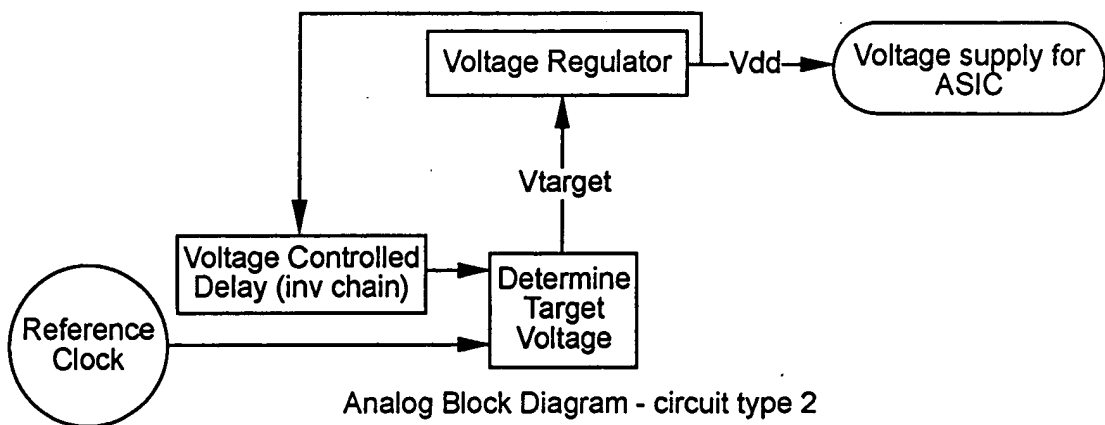 Voltage Regulator
Vdd
Voltage supply for
ASIC
Vtarget
Voltage Controlled
Delay (inv chain)
Determine
Target
Voltage
Reference
Clock
Analog Block Diagram - circuit type 2